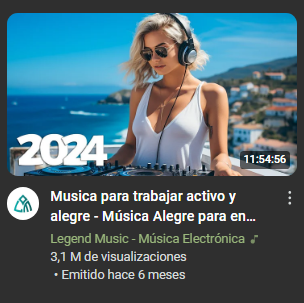 2024
11:54:56
Musica para trabajar activo y
alegre - Música Alegre para en...
Legend Music - Música Electrónica
3,1 M de visualizaciones
• Emitido hace 6 meses